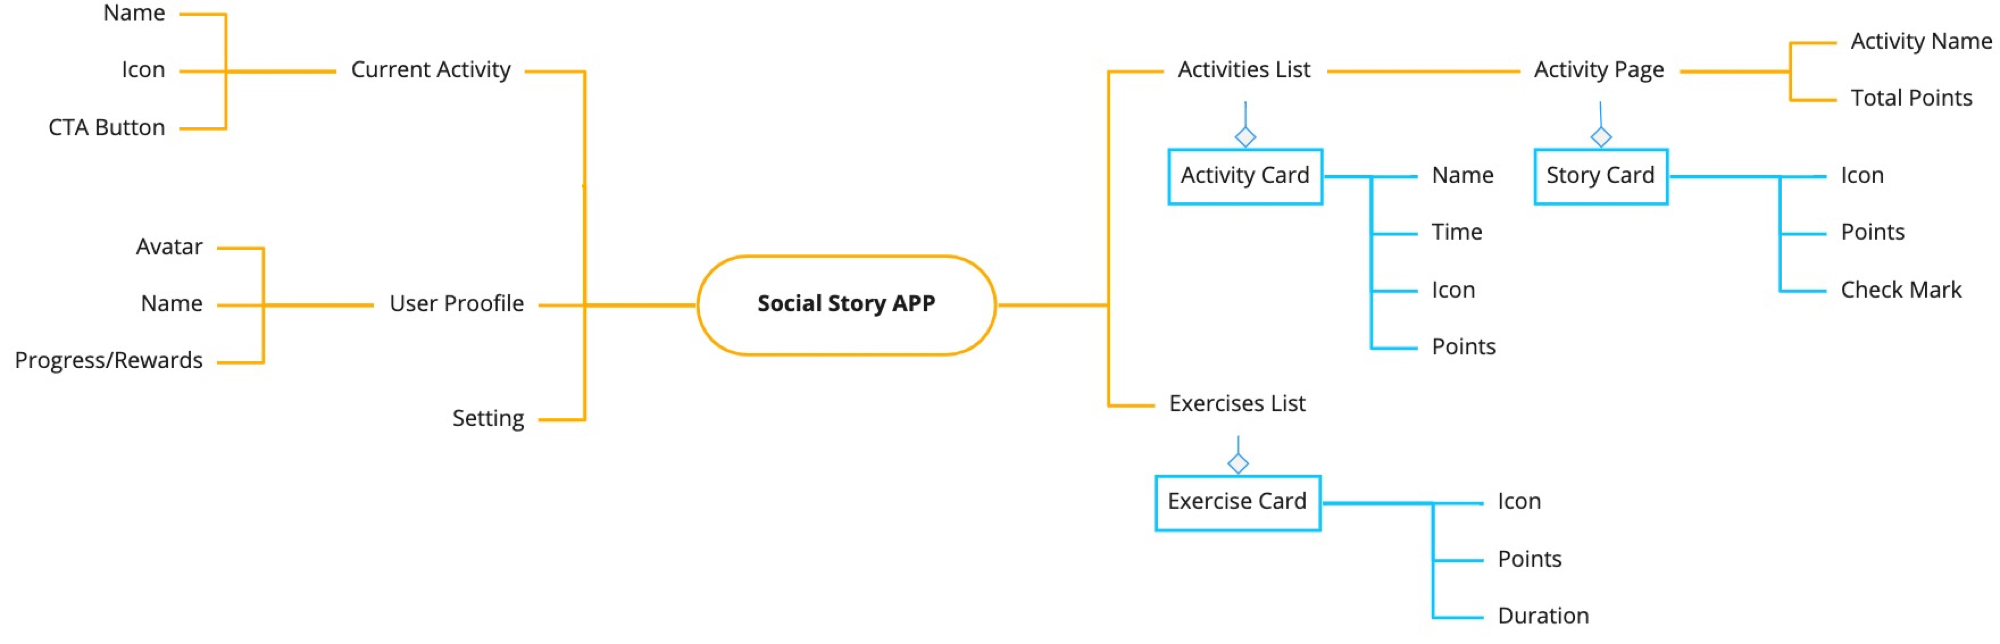 Name
Icon
CTA Button
Current Activity
Avatar
Name
Progress/Rewards
User Proofile
Setting
Social Story APP
Activities List
Activity Page
Activity Name
Total Points
Activity Card
Name
Time
Icon
Points
Story Card
Icon
Points
Check Mark
Exercises List
Exercise Card
Icon
Points
Duration